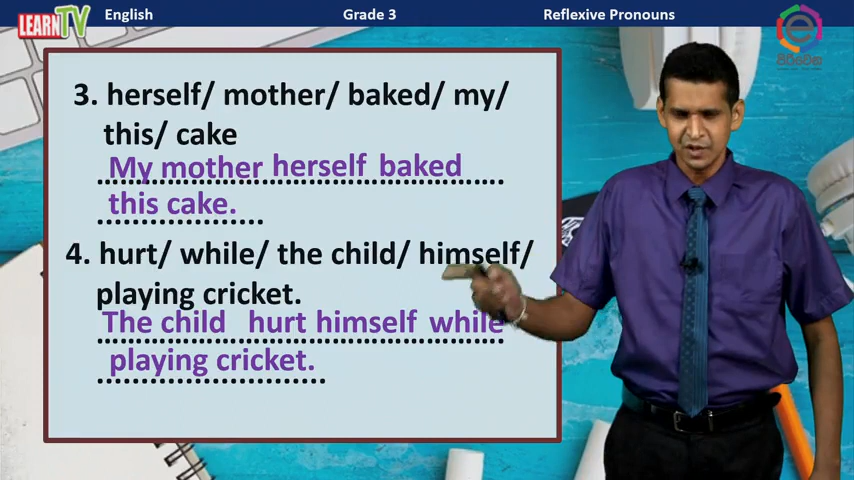 LEARN TV
English
Grade 3
Reflexive Pronouns
3. herself/ mother/ baked/ my/
this/ cake
My mother herself baked
this cake.
4. hurt/ while/ the child/ himself/
playing cricket.
The child hurt himself while
playing cricket.